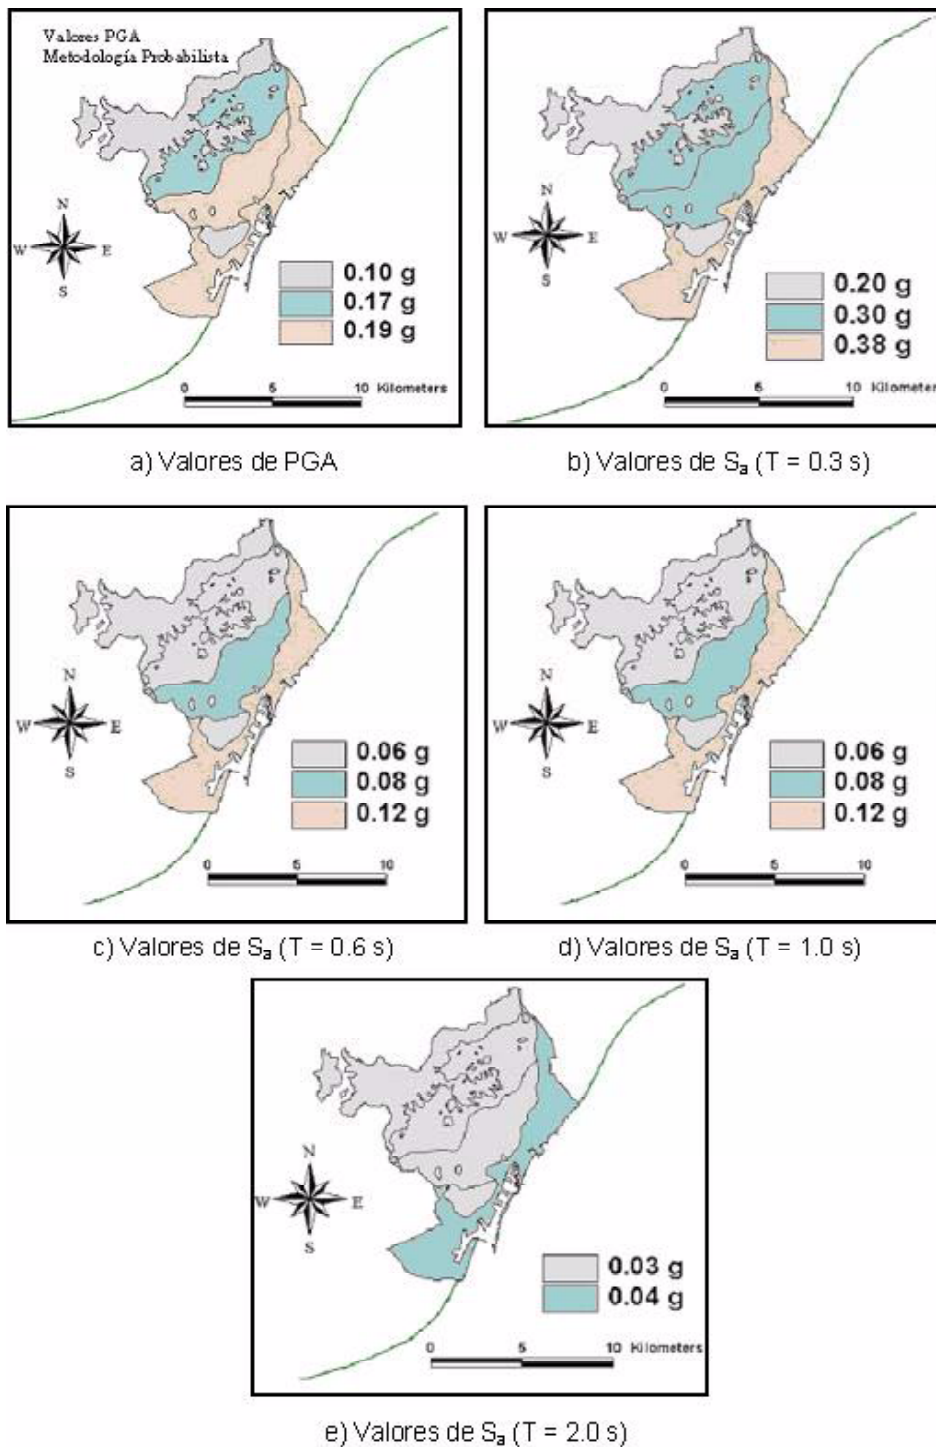 Valores PGA
Metodología Probabilista
N
W E
S
0.10 g
0.17 g
0.19 g
0 5 10 Kilometers
a) Valores de PGA
N
W E
S
0.20 g
0.30 g
0.38 g
0 5 10 Kilometers
b) Valores de Sa (T = 0.3 s)
N
W E
S
0.06 g
0.08 g
0.12 g
0 5 10
c) Valores de Sa (T = 0.6 s)
N
W E
S
0.06 g
0.08 g
0.12 g
0 5 10
d) Valores de Sa (T = 1.0 s)
N
W E
S
0.03 g
0.04 g
0 5 10 Kilometers
e) Valores de Sa (T = 2.0 s)